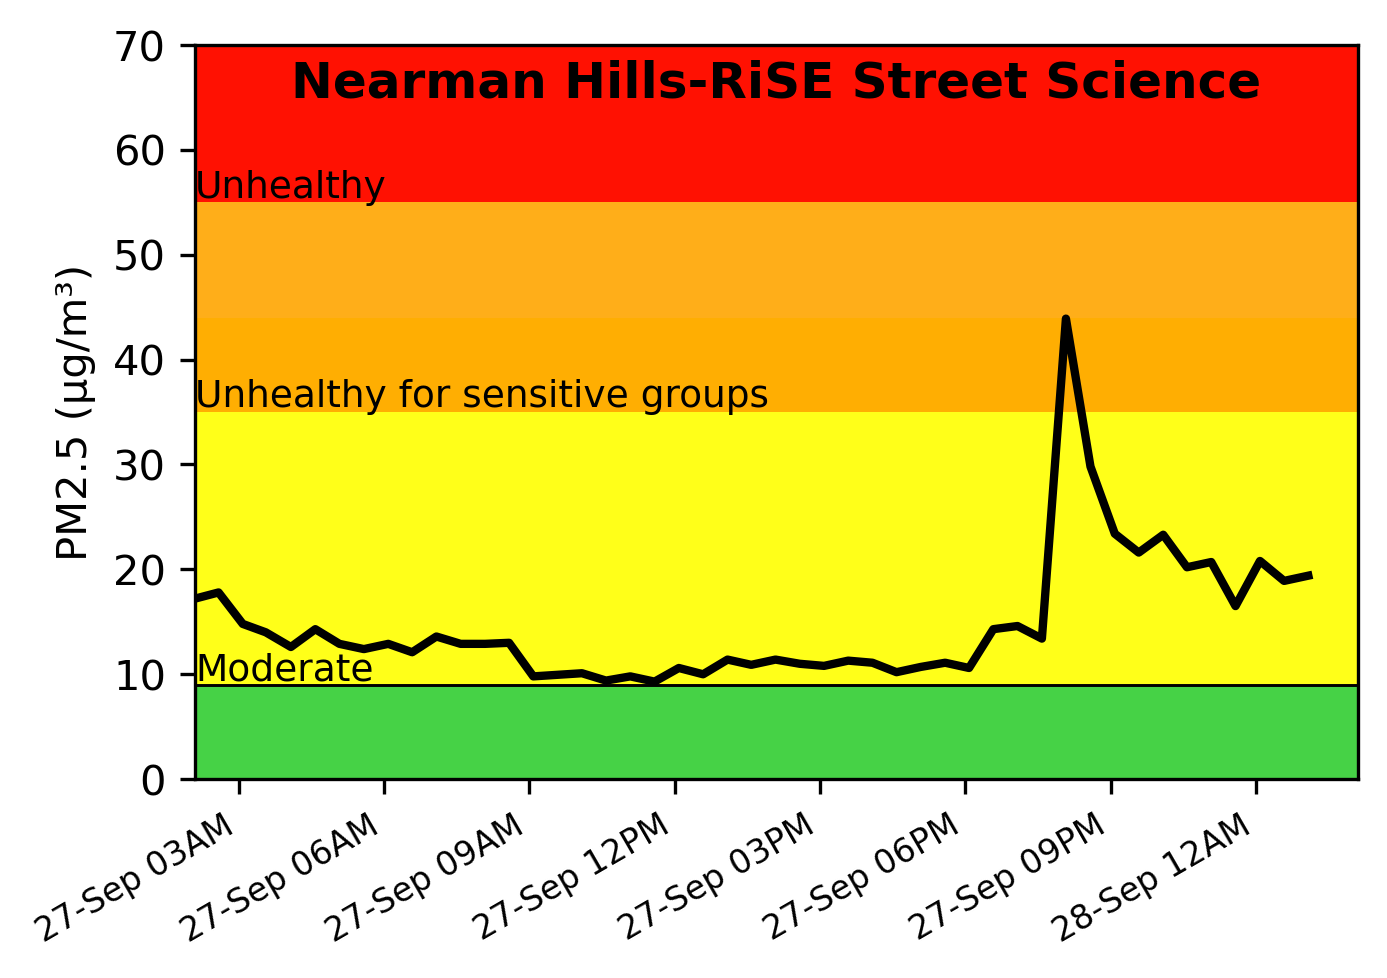 Nearman Hills-RiSE Street Science
PM2.5 (μg/m³)
70
60
50
40
30
20
10
0
Unhealthy
Unhealthy for sensitive groups
Moderate
27-Sep 03AM
27-Sep 06AM
27-Sep 09AM
27-Sep 12PM
27-Sep 03PM
27-Sep 06PM
27-Sep 09PM
28-Sep 12AM